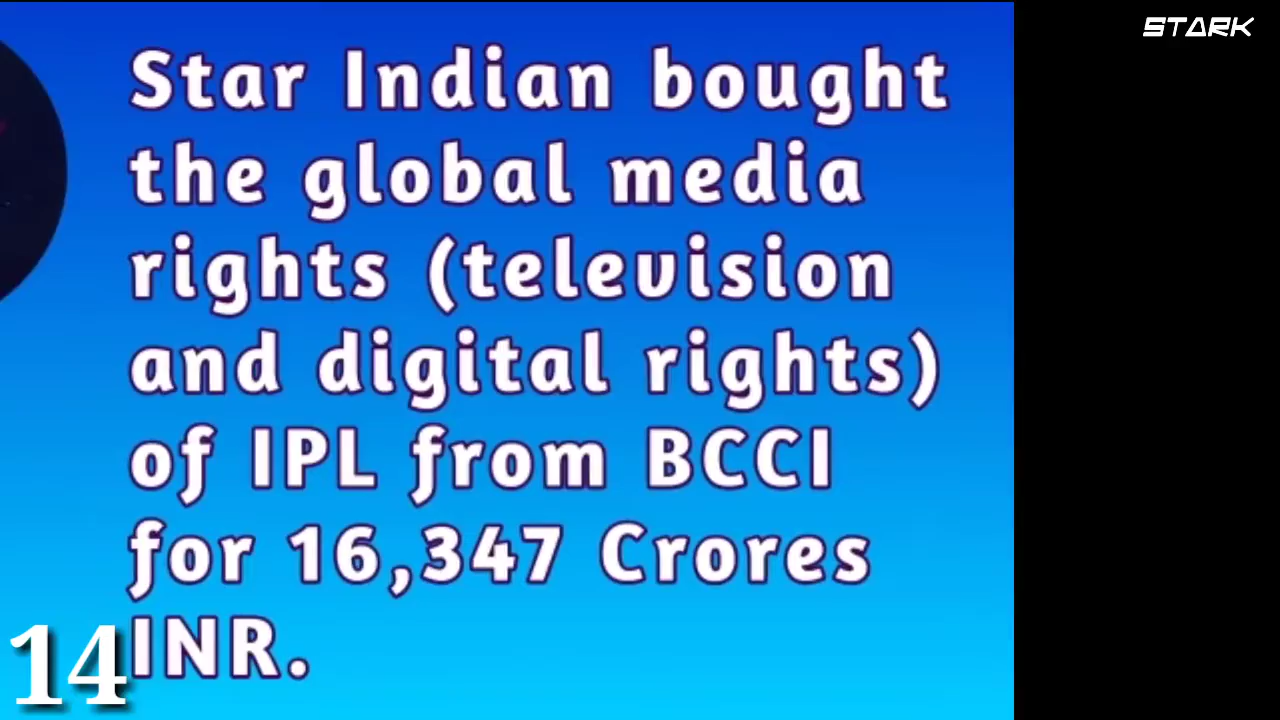 STARK
Star Indian bought
the global media
rights (television
and digital rights)
of IPL from BCCI
for 16,347 Crores
INR.
14